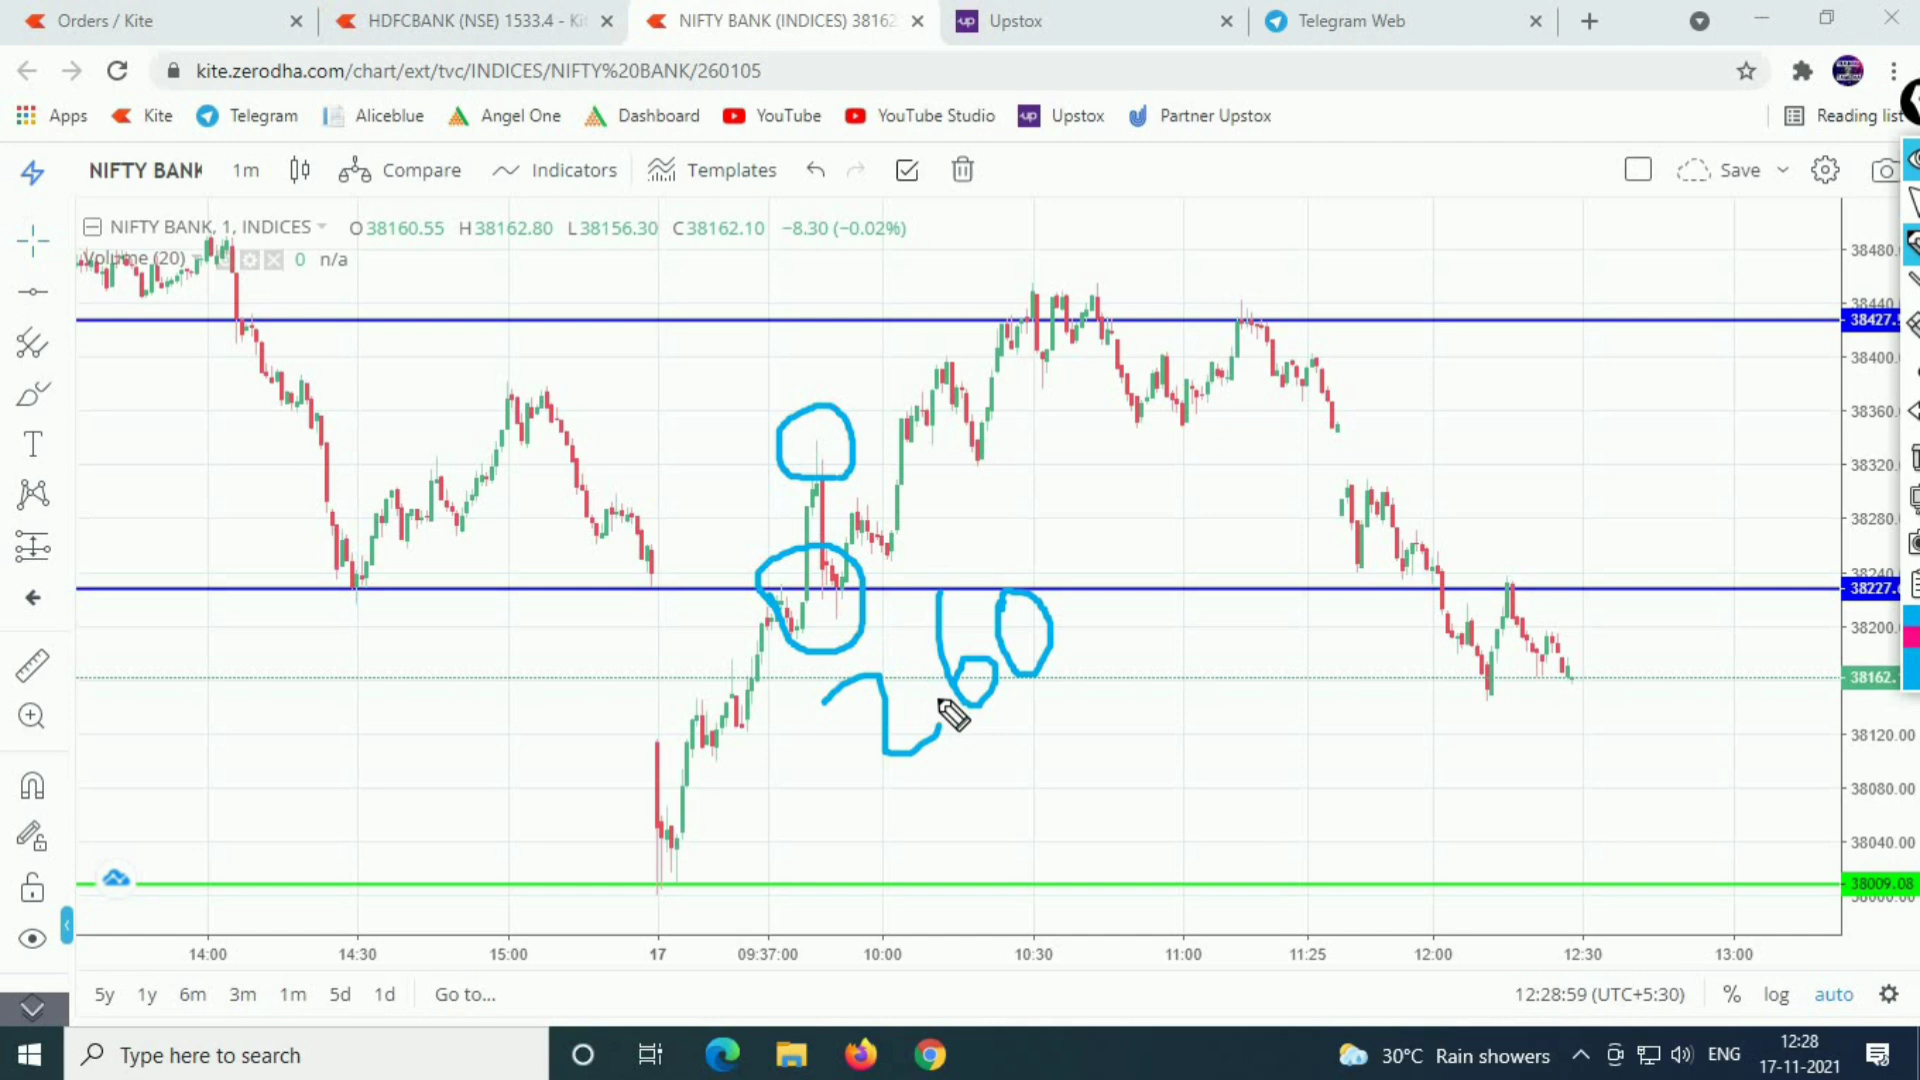 Orders / Kite
HDFCBANK (NSE) 1533.4 - Ki
NIFTY BANK (INDICES) 38162
up Upstox
Telegram Web
kite.zerodha.com/chart/ext/tvc/INDICES/NIFTY%20BANK/260105
Apps Kite Telegram Aliceblue Angel One Dashboard YouTube YouTube Studio up Upstox Partner Upstox Reading list
NIFTY BANK 1m Compare Indicators Templates Save
NIFTY BANK, 1, INDICES O38160.55 H38162.80 L38156.30 C38162.10 −8.30 (−0.02%)
Volume (20) 0 n/a
38480.
38440.
38427.
38400.
38360.
38320.
38280.
38240.
38227.
38200.
38162.
38120.00
38080.00
38040.00
38009.08
38000.00
260
14:00 14:30 15:00 17 09:37:00 10:00 10:30 11:00 11:25 12:00 12:30 13:00
5y 1y 6m 3m 1m 5d 1d Go to... 12:28:59 (UTC+5:30) % log auto
Type here to search 30°C Rain showers ENG 12:28
17-11-2021